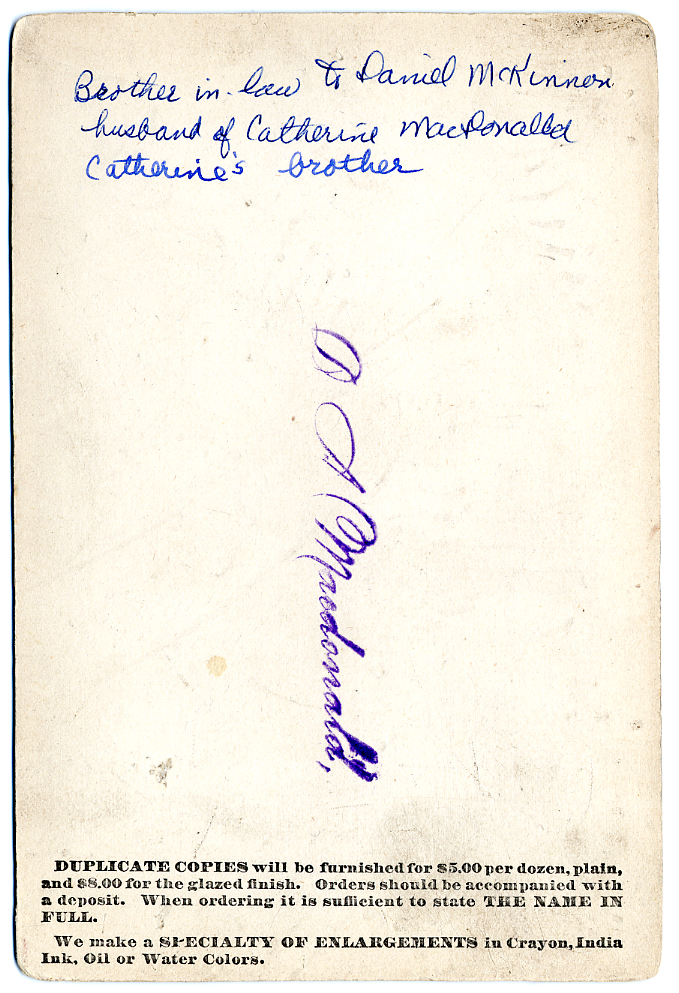 Brother in-law to Daniel McKinnon
husband of Catherine MacDonalld
Catherine's brother
D A Macdonald,
DUPLICATE COPIES will be furnished for $5.00 per dozen, plain,
and $8.00 for the glazed finish. Orders should be accompanied with
a deposit. When ordering it is sufficient to state THE NAME IN
FULL.
We make a SPECIALTY OF ENLARGEMENTS in Crayon, India
Ink, Oil or Water Colors.